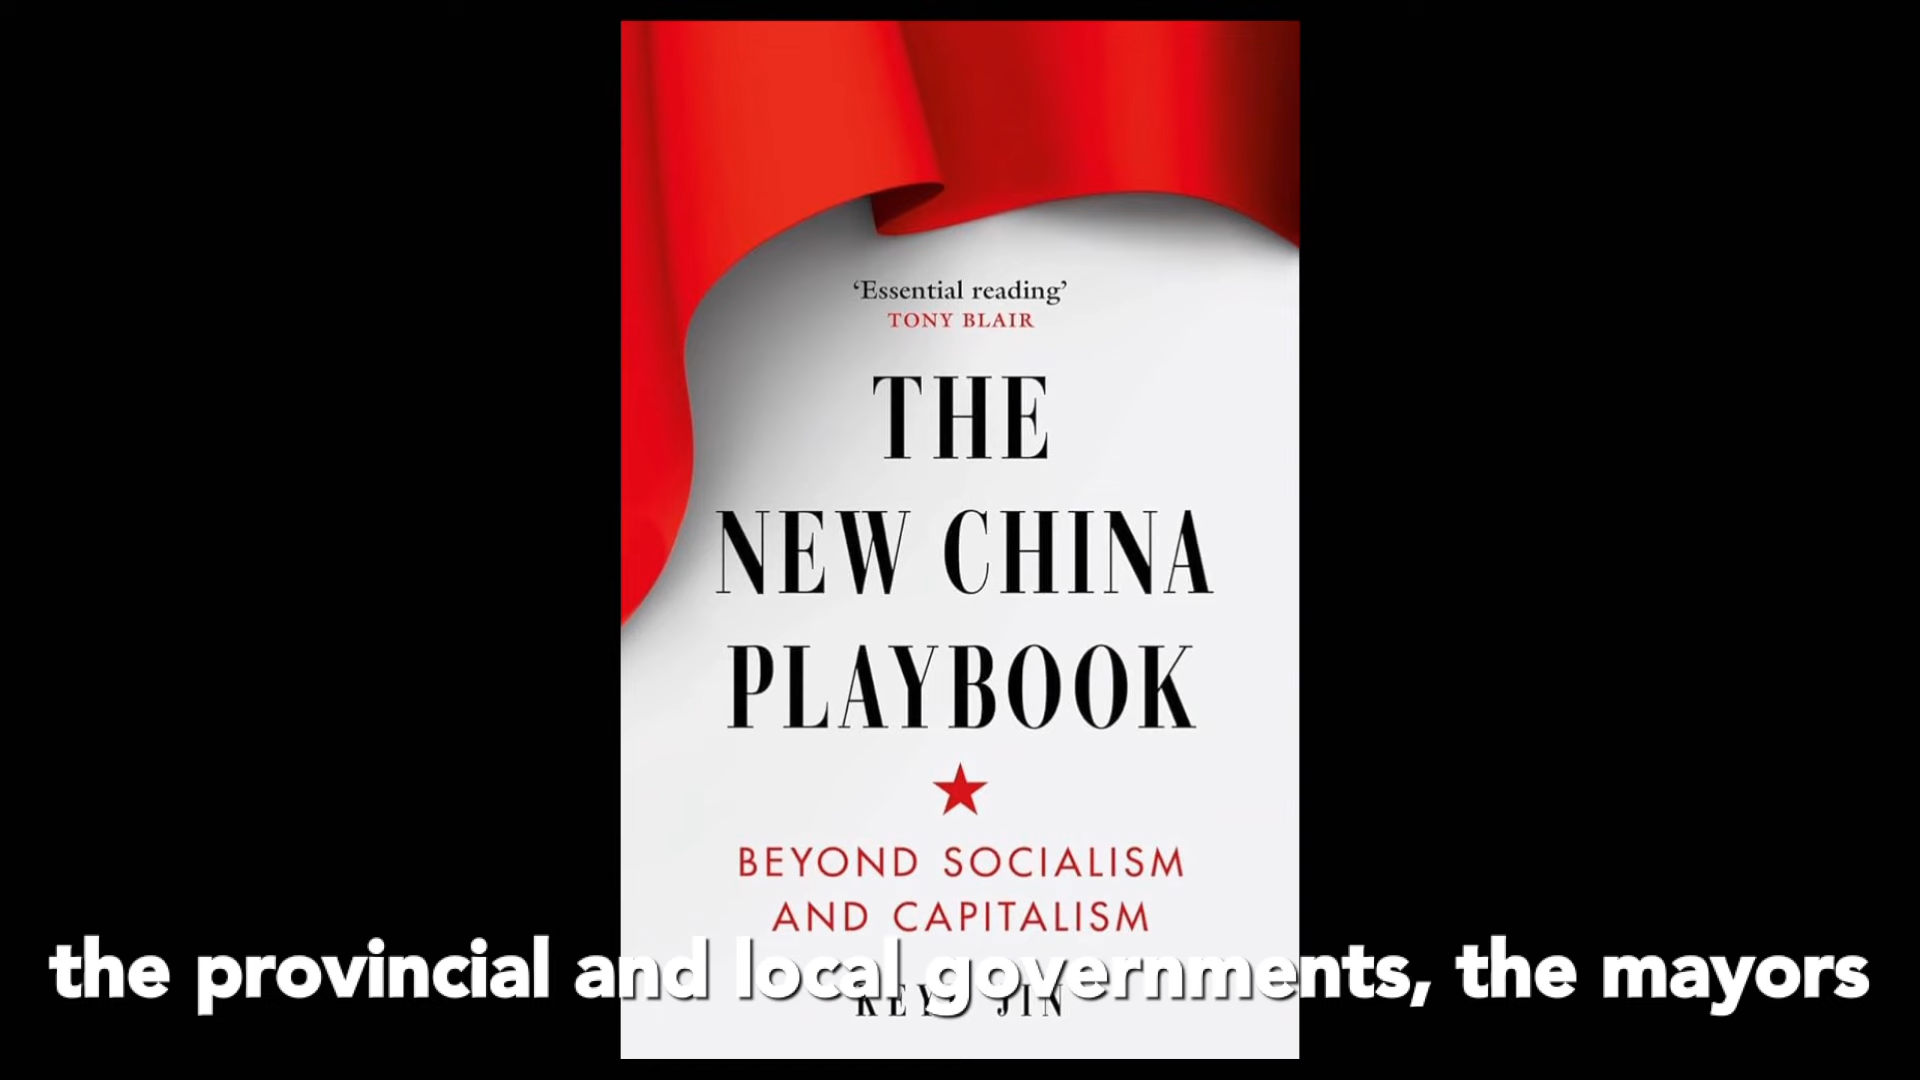 ‘Essential reading’
TONY BLAIR
THE
NEW CHINA
PLAYBOOK
BEYOND SOCIALISM
AND CAPITALISM
the provincial and local governments, the mayors
JIN